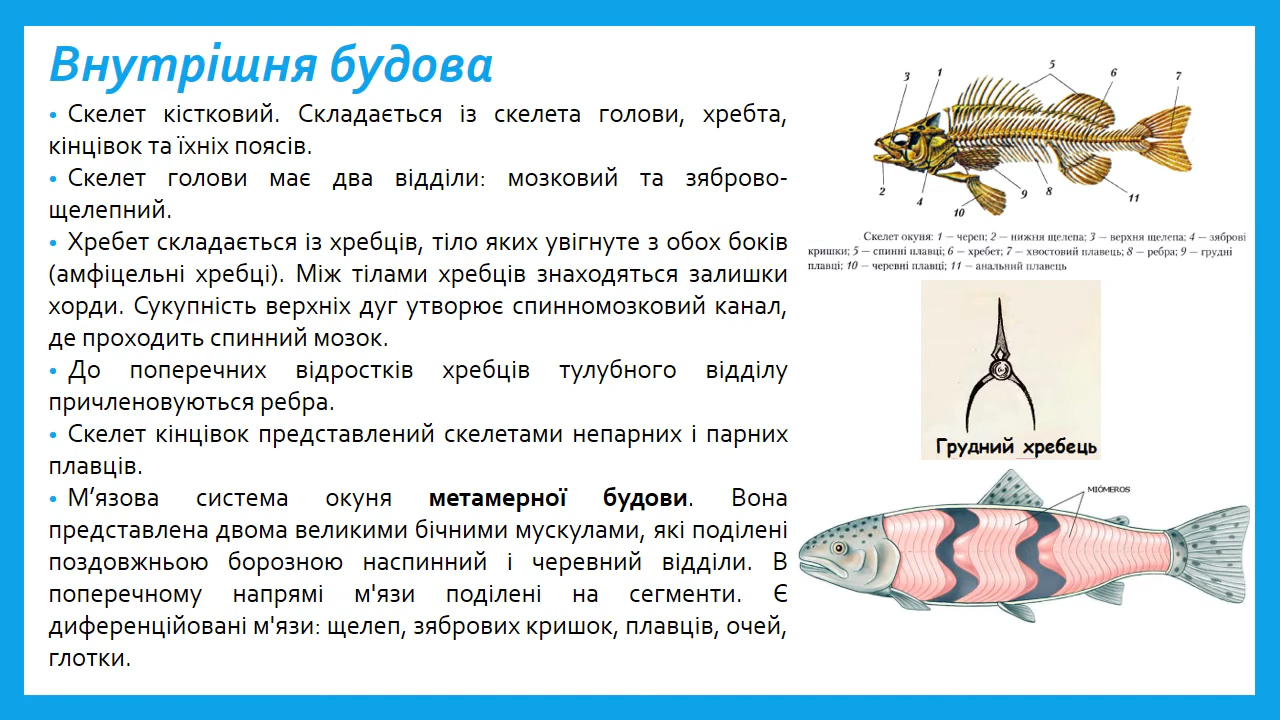 Внутрішня будова
• Скелет кістковий. Складається із скелета голови, хребта,
кінцівок та їхніх поясів.
• Скелет голови має два відділи: мозковий та зяброво-
щелепний.
• Хребет складається із хребців, тіло яких увігнуте з обох боків
(амфіцельні хребці). Між тілами хребців знаходяться залишки
хорди. Сукупність верхніх дуг утворює спинномозковий канал,
де проходить спинний мозок.
• До поперечних відростків хребців тулубного відділу
причленовуються ребра.
• Скелет кінцівок представлений скелетами непарних і парних
плавців.
• М’язова система окуня метамерної будови. Вона
представлена двома великими бічними мускулами, які поділені
поздовжньою борозною наспинний і черевний відділи. В
поперечному напрямі м'язи поділені на сегменти. Є
диференційовані м'язи: щелеп, зябрових кришок, плавців, очей,
глотки.
3 1 5 6 7
2 4 10 9 8 11
Скелет окуня: 1 – череп; 2 – нижня щелепа; 3 – верхня щелепа; 4 – зяброві
кришки; 5 – спинні плавці; 6 – хребет; 7 – хвостовий плавець; 8 – ребра; 9 – грудні
плавці; 10 – черевні плавці; 11 – анальний плавець
Грудний хребець
MIÓMEROS